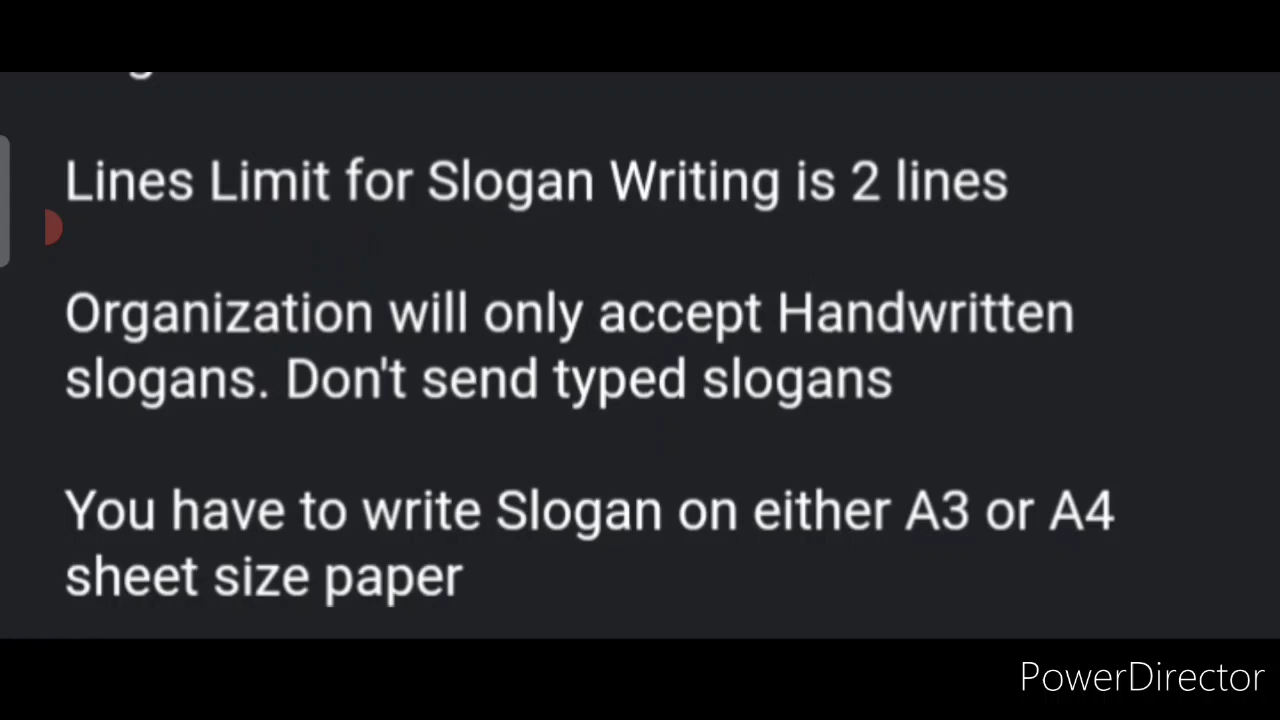 Lines Limit for Slogan Writing is 2 lines
Organization will only accept Handwritten
slogans. Don't send typed slogans
You have to write Slogan on either A3 or A4
sheet size paper
PowerDirector